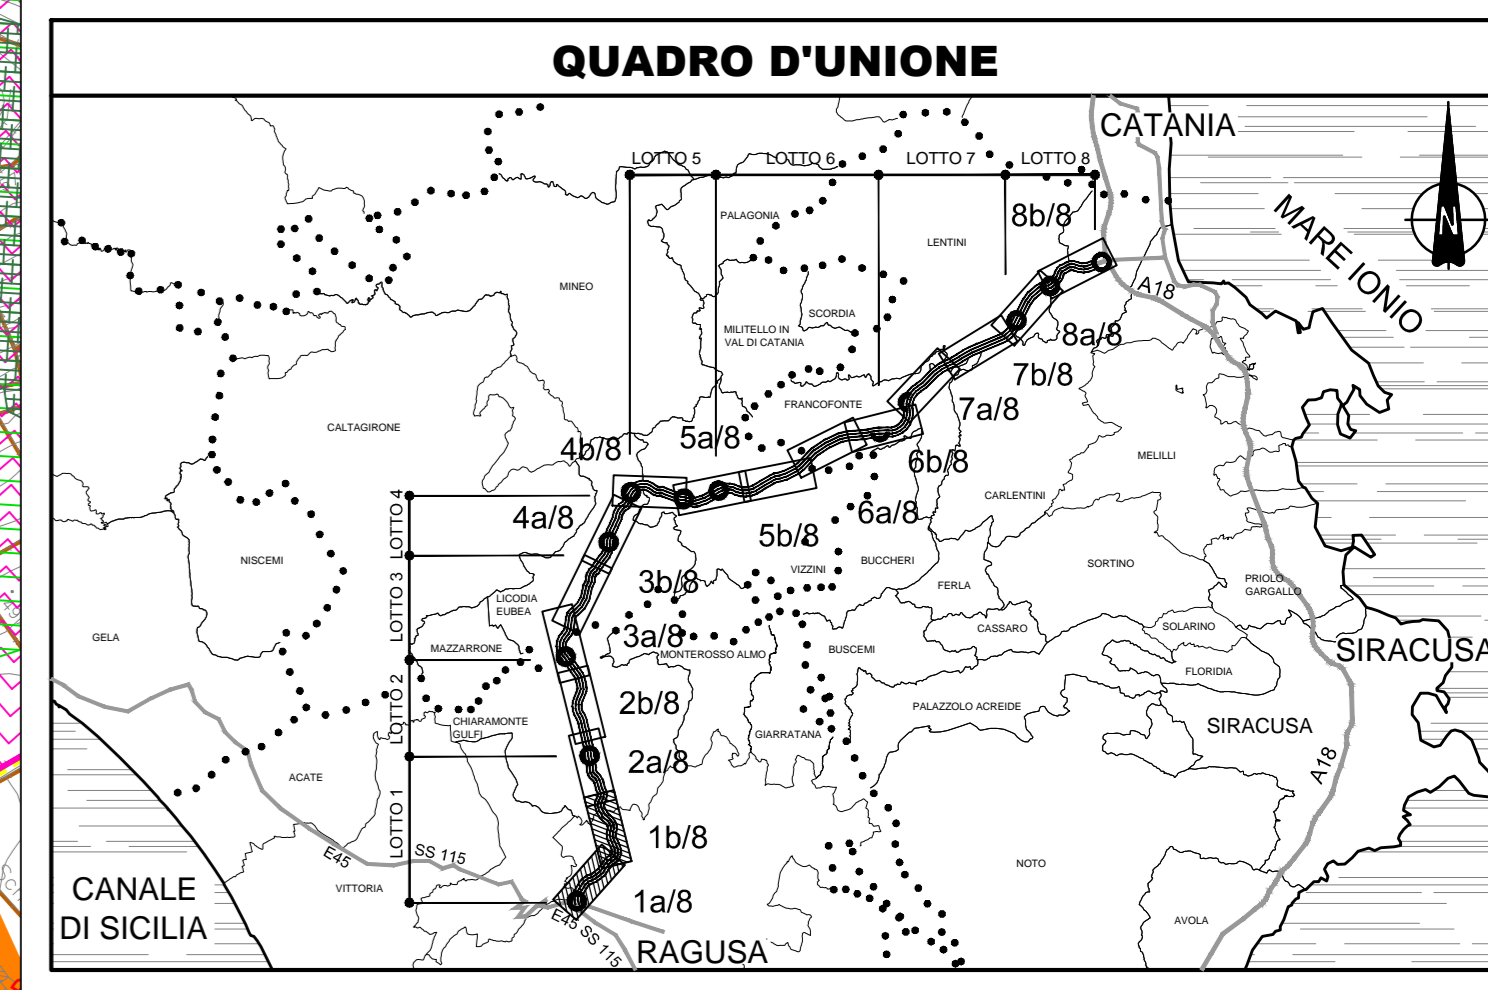 QUADRO D'UNIONE
CATANIA
LOTTO 5
LOTTO 6
LOTTO 7
LOTTO 8
N
MARE IONIO
PALAGONIA
8b/8
LENTINI
MINEO
A18
SCORDIA
MILITELLO IN
VAL DI CATANIA
8a/8
7b/8
FRANCOFONTE
7a/8
CALTAGIRONE
5a/8
4b/8
6b/8
MELILLI
CARLENTINI
4a/8
6a/8
5b/8
LOTTO 4
NISCEMI
VIZZINI
BUCCHERI
SORTINO
FERLA
PRIOLO
GARGALLO
3b/8
LICODIA
EUBEA
LOTTO 3
GELA
3a/8
CASSARO
SOLARINO
MAZZARRONE
MONTEROSSO ALMO
BUSCEMI
SIRACUSA
FLORIDIA
2b/8
LOTTO 2
PALAZZOLO ACREIDE
CHIARAMONTE
GULFI
GIARRATANA
SIRACUSA
2a/8
A18
ACATE
LOTTO 1
1b/8
E45
SS 115
NOTO
VITTORIA
CANALE
DI SICILIA
1a/8
E45 SS 115
RAGUSA
AVOLA